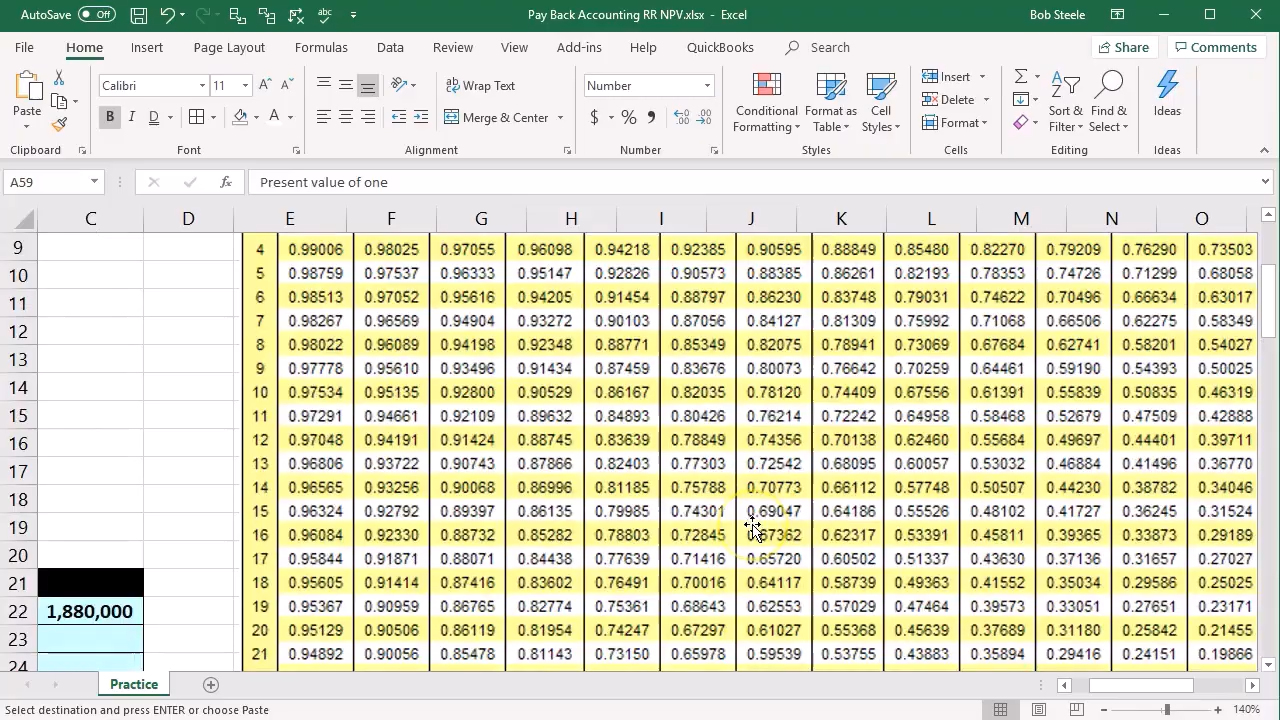 AutoSave Off Pay Back Accounting RR NPV.xlsx - Excel Bob Steele
File Home Insert Page Layout Formulas Data Review View Add-ins Help QuickBooks Search Share Comments
Paste Calibri 11 Wrap Text Number Conditional Formatting Format as Table Cell Styles Insert Sort & Filter Find & Select Ideas
B I D Merge & Center $ % Delete
Format
Clipboard Font Alignment Number Styles Cells Editing Ideas
A59 fx Present value of one
C D E F G H I J K L M N O
9 4 0.99006 0.98025 0.97055 0.96098 0.94218 0.92385 0.90595 0.88849 0.85480 0.82270 0.79209 0.76290 0.73503
10 5 0.98759 0.97537 0.96333 0.95147 0.92826 0.90573 0.88385 0.86261 0.82193 0.78353 0.74726 0.71299 0.68058
11 6 0.98513 0.97052 0.95616 0.94205 0.91454 0.88797 0.86230 0.83748 0.79031 0.74622 0.70496 0.66634 0.63017
12 7 0.98267 0.96569 0.94904 0.93272 0.90103 0.87056 0.84127 0.81309 0.75992 0.71068 0.66506 0.62275 0.58349
8 0.98022 0.96089 0.94198 0.92348 0.88771 0.85349 0.82075 0.78941 0.73069 0.67684 0.62741 0.58201 0.54027
13 9 0.97778 0.95610 0.93496 0.91434 0.87459 0.83676 0.80073 0.76642 0.70259 0.64461 0.59190 0.54393 0.50025
14 10 0.97534 0.95135 0.92800 0.90529 0.86167 0.82035 0.78120 0.74409 0.67556 0.61391 0.55839 0.50835 0.46319
15 11 0.97291 0.94661 0.92109 0.89632 0.84893 0.80426 0.76214 0.72242 0.64958 0.58468 0.52679 0.47509 0.42888
16 12 0.97048 0.94191 0.91424 0.88745 0.83639 0.78849 0.74356 0.70138 0.62460 0.55684 0.49697 0.44401 0.39711
17 13 0.96806 0.93722 0.90743 0.87866 0.82403 0.77303 0.72542 0.68095 0.60057 0.53032 0.46884 0.41496 0.36770
18 14 0.96565 0.93256 0.90068 0.86996 0.81185 0.75788 0.70773 0.66112 0.57748 0.50507 0.44230 0.38782 0.34046
19 15 0.96324 0.92792 0.89397 0.86135 0.79985 0.74301 0.69047 0.64186 0.55526 0.48102 0.41727 0.36245 0.31524
16 0.96084 0.92330 0.88732 0.85282 0.78803 0.72845 0.67362 0.62317 0.53391 0.45811 0.39365 0.33873 0.29189
20 17 0.95844 0.91871 0.88071 0.84438 0.77639 0.71416 0.65720 0.60502 0.51337 0.43630 0.37136 0.31657 0.27027
21 18 0.95605 0.91414 0.87416 0.83602 0.76491 0.70016 0.64117 0.58739 0.49363 0.41552 0.35034 0.29586 0.25025
22 1,880,000 19 0.95367 0.90959 0.86765 0.82774 0.75361 0.68643 0.62553 0.57029 0.47464 0.39573 0.33051 0.27651 0.23171
23 20 0.95129 0.90506 0.86119 0.81954 0.74247 0.67297 0.61027 0.55368 0.45639 0.37689 0.31180 0.25842 0.21455
24 21 0.94892 0.90056 0.85478 0.81143 0.73150 0.65978 0.59539 0.53755 0.43883 0.35894 0.29416 0.24151 0.19866
Practice
Select destination and press ENTER or choose Paste 140%